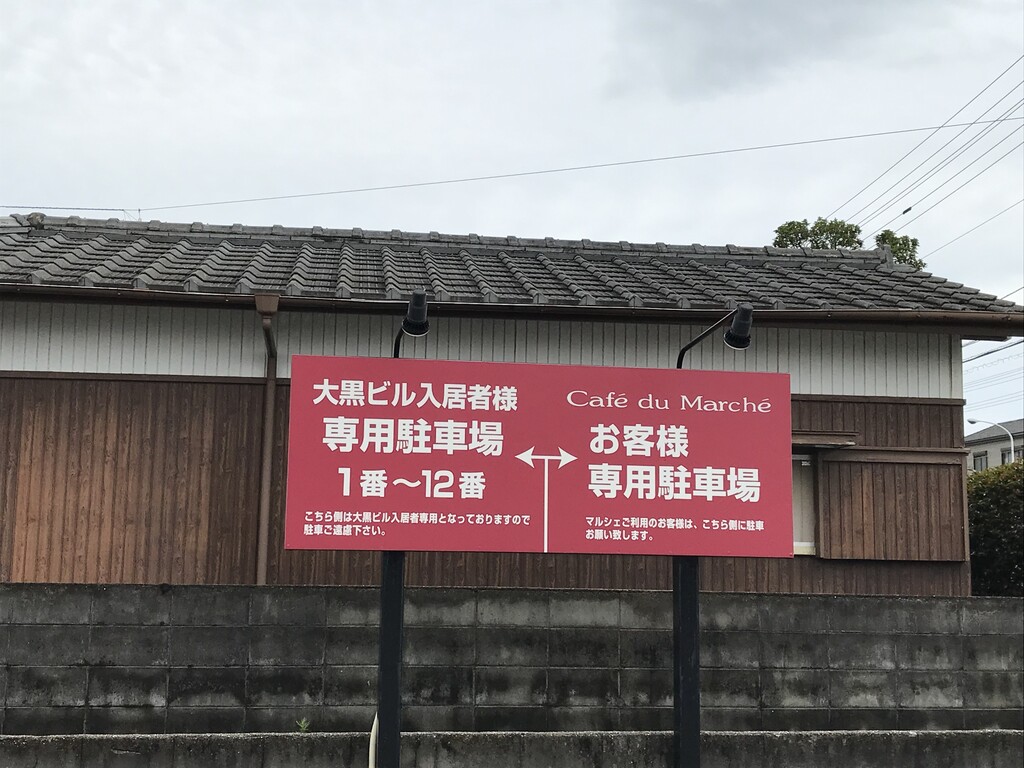 大黒ビル入居者様
専用駐車場
1番～12番
こちら側は大黒ビル入居者専用となっておりますので
駐車ご遠慮下さい。
Café du Marché
お客様
専用駐車場
マルシェご利用のお客様は、こちら側に駐車
お願い致します。